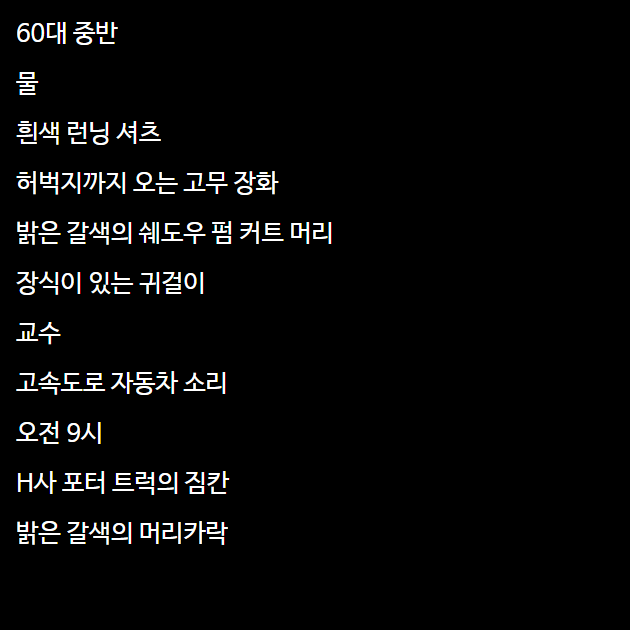 60대 중반
물
흰색 런닝 셔츠
허벅지까지 오는 고무 장화
밝은 갈색의 쉐도우 펌 커트 머리
장식이 있는 귀걸이
교수
고속도로 자동차 소리
오전 9시
H사 포터 트럭의 짐칸
밝은 갈색의 머리카락